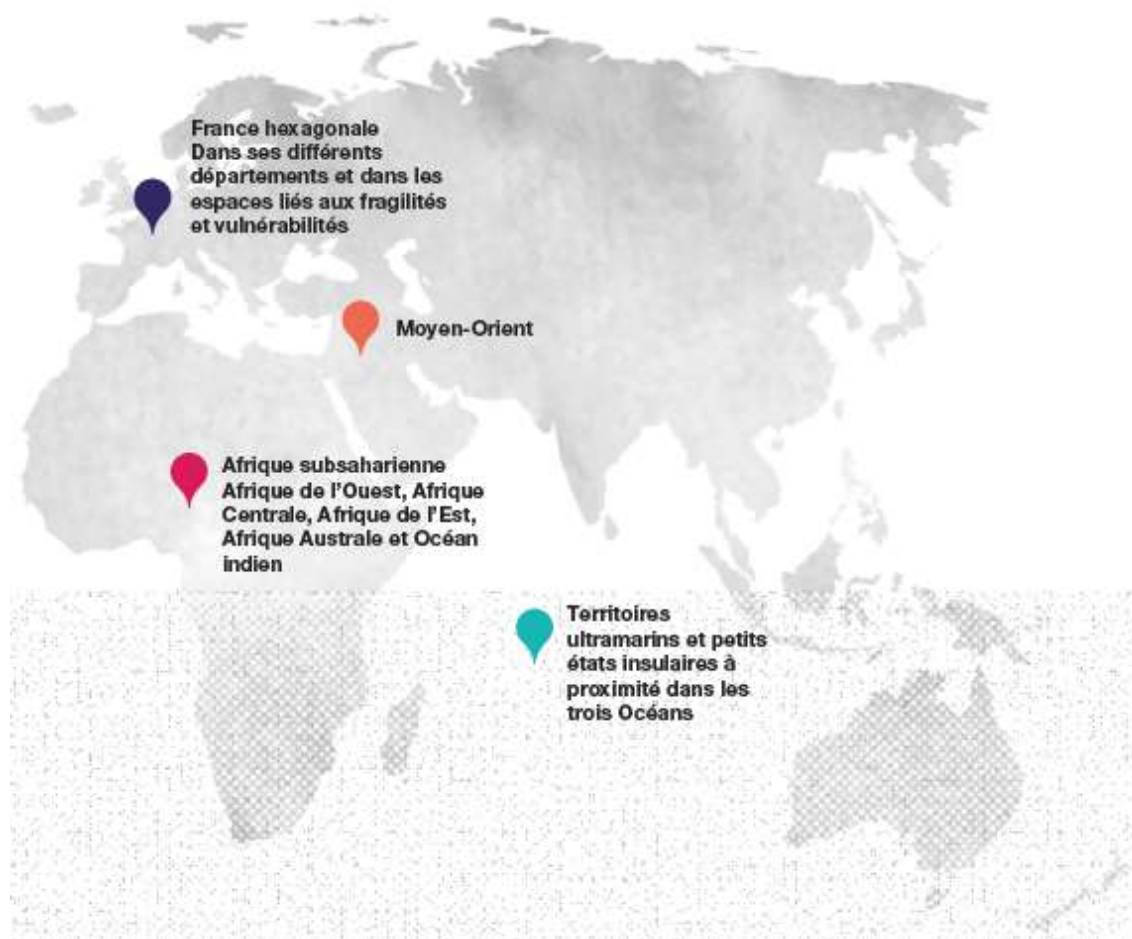 France hexagonale
Dans ses différents
départements et dans les
espaces liés aux fragilités
et vulnérabilités
Moyen-Orient
Afrique subsaharienne
Afrique de l'Ouest, Afrique
Centrale, Afrique de l'Est,
Afrique Australe et Océan
indien
Territoires
ultramarins et petits
états insulaires à
proximité dans les
trois Océans